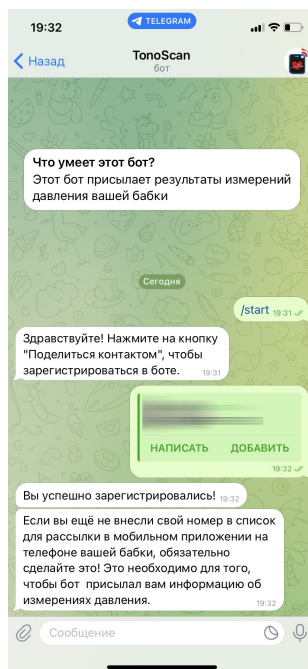 19:32
TELEGRAM
Назад
TonoScan
бот
Что умеет этот бот?
Этот бот присылает результаты измерений
давления вашей бабки
Сегодня
/start 19:31
Здравствуйте! Нажмите на кнопку
"Поделиться контактом", чтобы
зарегистрироваться в боте. 19:31
НАПИСАТЬ ДОБАВИТЬ
19:32
Вы успешно зарегистрировались! 19:32
Если вы ещё не внесли свой номер в список
для рассылки в мобильном приложении на
телефоне вашей бабки, обязательно
сделайте это! Это необходимо для того,
чтобы бот  присылал вам информацию об
измерениях давления. 19:32
Сообщение